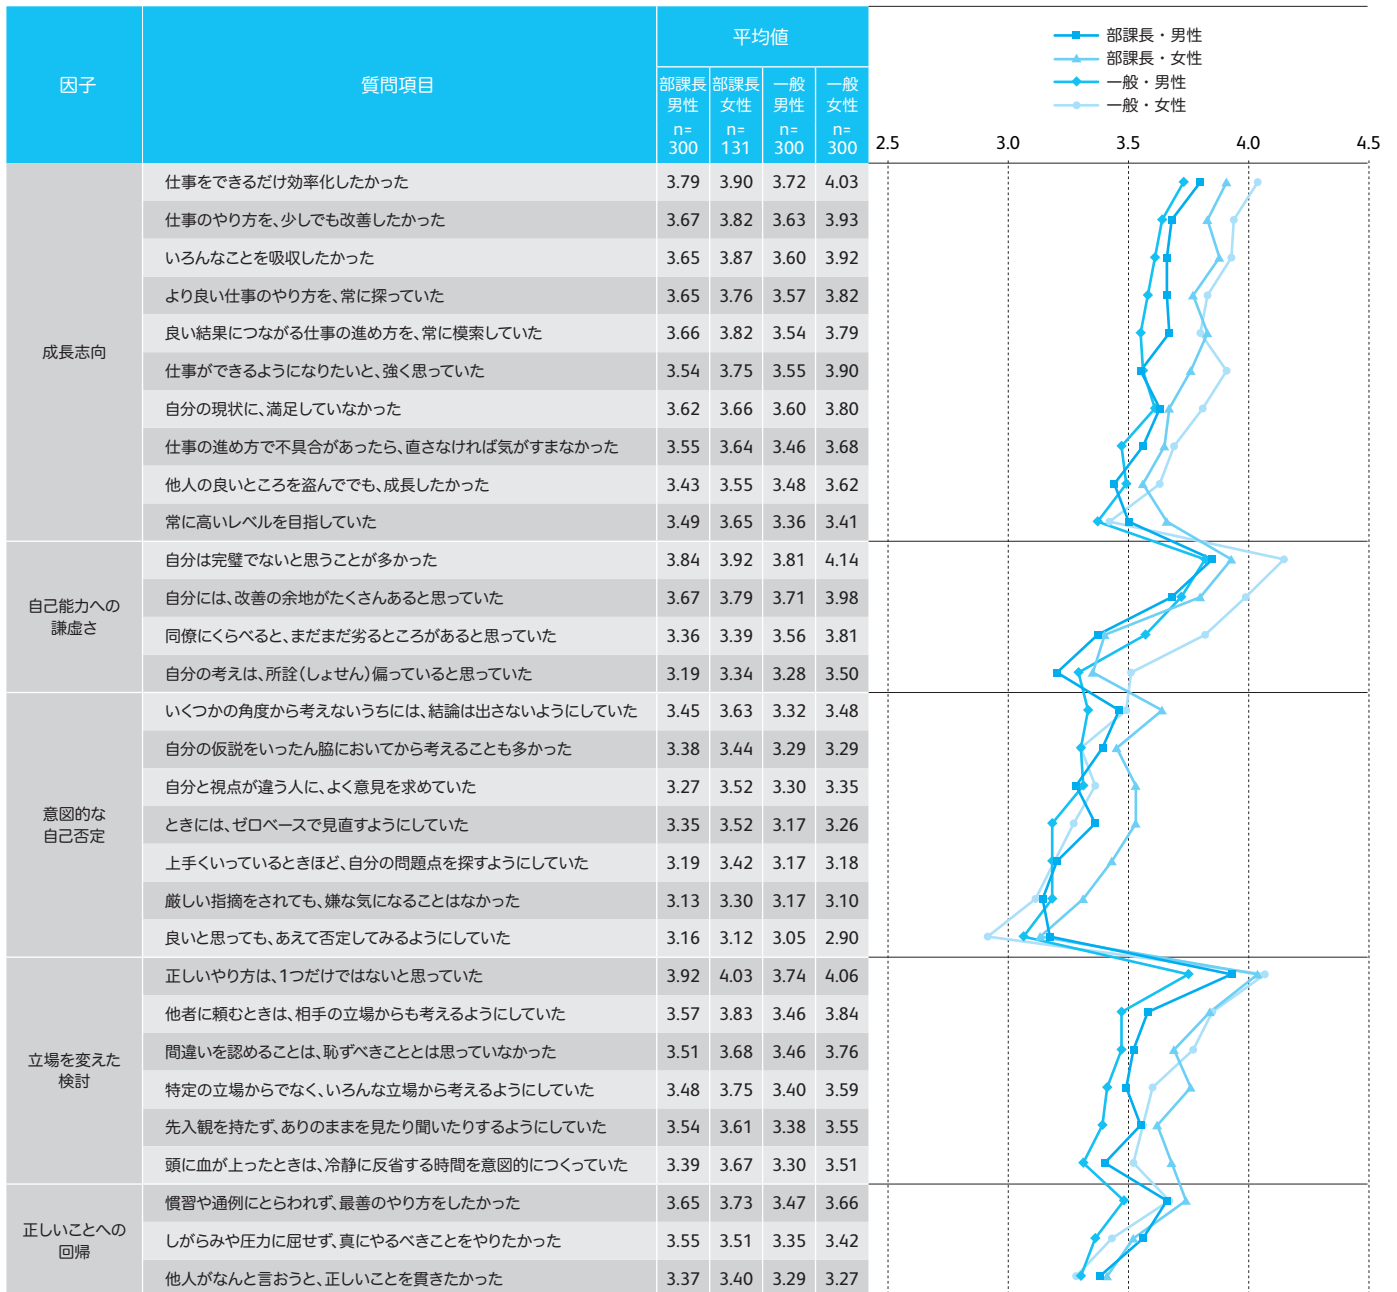 因子
質問項目
平均値
部課長 男性 n= 300
部課長 女性 n= 131
一般 男性 n= 300
一般 女性 n= 300
部課長・男性
部課長・女性
一般・男性
一般・女性
2.5 3.0 3.5 4.0 4.5
成長志向
仕事をできるだけ効率化したかった 3.79 3.90 3.72 4.03
仕事のやり方を、少しでも改善したかった 3.67 3.82 3.63 3.93
いろんなことを吸収したかった 3.65 3.87 3.60 3.92
より良い仕事のやり方を、常に探っていた 3.65 3.76 3.57 3.82
良い結果につながる仕事の進め方を、常に模索していた 3.66 3.82 3.54 3.79
仕事ができるようになりたいと、強く思っていた 3.54 3.75 3.55 3.90
自分の現状に、満足していなかった 3.62 3.66 3.60 3.80
仕事の進め方で不具合があったら、直さなければ気がすまなかった 3.55 3.64 3.46 3.68
他人の良いところを盗んででも、成長したかった 3.43 3.55 3.48 3.62
常に高いレベルを目指していた 3.49 3.65 3.36 3.41
自己能力への
謙虚さ
自分は完璧でないと思うことが多かった 3.84 3.92 3.81 4.14
自分には、改善の余地がたくさんあると思っていた 3.67 3.79 3.71 3.98
同僚にくらべると、まだまだ劣るところがあると思っていた 3.36 3.39 3.56 3.81
自分の考えは、所詮(しょせん)偏っていると思っていた 3.19 3.34 3.28 3.50
意図的な
自己否定
いくつかの角度から考えないうちには、結論は出さないようにしていた 3.45 3.63 3.32 3.48
自分の仮説をいったん脇においてから考えることも多かった 3.38 3.44 3.29 3.29
自分と視点が違う人に、よく意見を求めていた 3.27 3.52 3.30 3.35
ときには、ゼロベースで見直すようにしていた 3.35 3.52 3.17 3.26
上手くいっているときほど、自分の問題点を探すようにしていた 3.19 3.42 3.17 3.18
厳しい指摘をされても、嫌な気になることはなかった 3.13 3.30 3.17 3.10
良いと思っても、あえて否定してみるようにしていた 3.16 3.12 3.05 2.90
立場を変えた
検討
正しいやり方は、1つだけではないと思っていた 3.92 4.03 3.74 4.06
他者に頼むときは、相手の立場からも考えるようにしていた 3.57 3.83 3.46 3.84
間違いを認めることは、恥ずべきこととは思っていなかった 3.51 3.68 3.46 3.76
特定の立場からでなく、いろんな立場から考えるようにしていた 3.48 3.75 3.40 3.59
先入観を持たず、ありのままを見たり聞いたりするようにしていた 3.54 3.61 3.38 3.55
頭に血が上ったときは、冷静に反省する時間を意図的につくっていた 3.39 3.67 3.30 3.51
正しいことへの
回帰
慣習や通例にとらわれず、最善のやり方をしたかった 3.65 3.73 3.47 3.66
しがらみや圧力に屈せず、真にやるべきことをやりたかった 3.55 3.51 3.35 3.42
他人がなんと言おうと、正しいことを貫きたかった 3.37 3.40 3.29 3.27